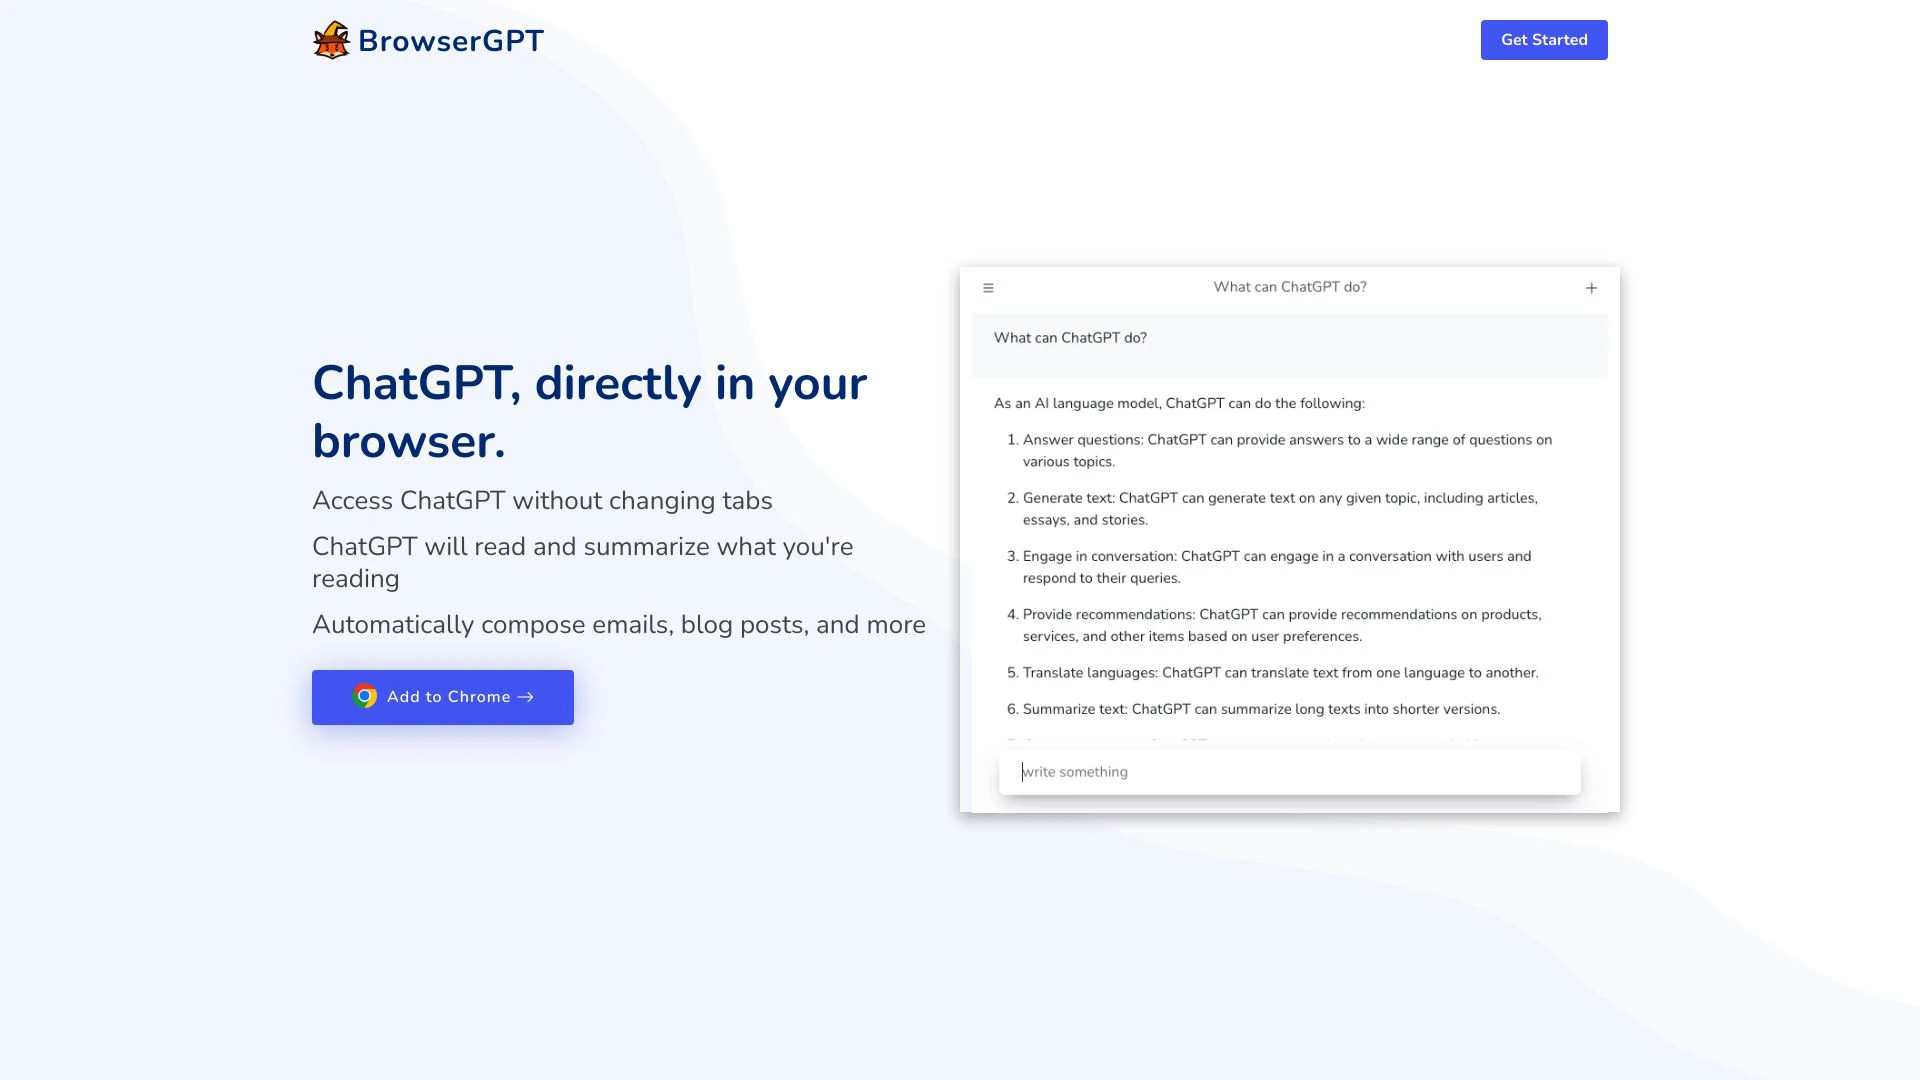 BrowserGPT
Get Started
ChatGPT, directly in your
browser.
Access ChatGPT without changing tabs
ChatGPT will read and summarize what you're
reading
Automatically compose emails, blog posts, and more
Add to Chrome →
What can ChatGPT do?
What can ChatGPT do?
As an AI language model, ChatGPT can do the following:
1. Answer questions: ChatGPT can provide answers to a wide range of questions on
various topics.
2. Generate text: ChatGPT can generate text on any given topic, including articles,
essays, and stories.
3. Engage in conversation: ChatGPT can engage in a conversation with users and
respond to their queries.
4. Provide recommendations: ChatGPT can provide recommendations on products,
services, and other items based on user preferences.
5. Translate languages: ChatGPT can translate text from one language to another.
6. Summarize text: ChatGPT can summarize long texts into shorter versions.
write something